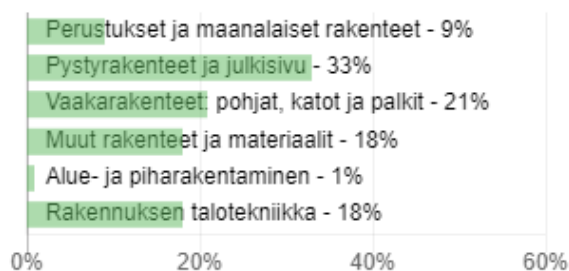 Perustukset ja maanalaiset rakenteet - 9%
Pystyrakenteet ja julkisivu - 33%
Vaakarakenteet: pohjat, katot ja palkit - 21%
Muut rakenteet ja materiaalit - 18%
Alue- ja piharakentaminen - 1%
Rakennuksen talotekniikka - 18%
0% 20% 40% 60%